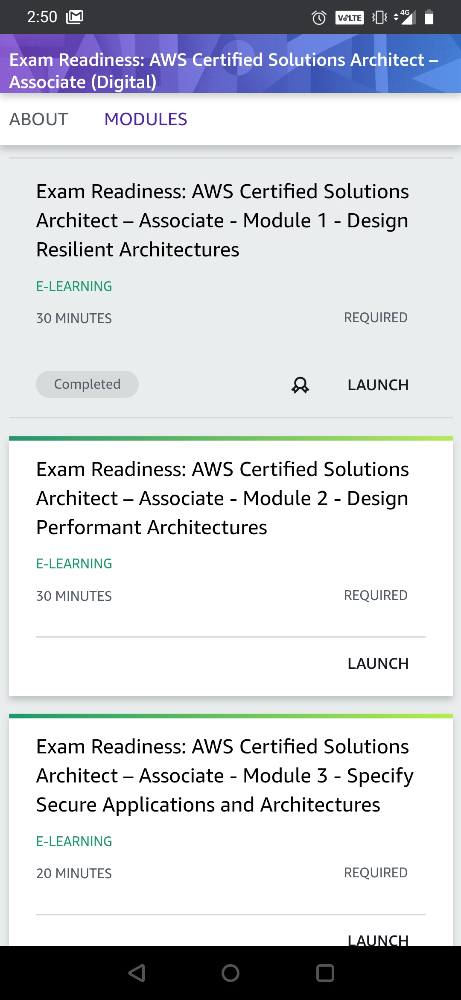 2:50
VoLTE
4G
Exam Readiness: AWS Certified Solutions Architect –
Associate (Digital)
ABOUT
MODULES
Exam Readiness: AWS Certified Solutions
Architect – Associate - Module 1 - Design
Resilient Architectures
E-LEARNING
30 MINUTES
REQUIRED
Completed
LAUNCH
Exam Readiness: AWS Certified Solutions
Architect – Associate - Module 2 - Design
Performant Architectures
E-LEARNING
30 MINUTES
REQUIRED
LAUNCH
Exam Readiness: AWS Certified Solutions
Architect – Associate - Module 3 - Specify
Secure Applications and Architectures
E-LEARNING
20 MINUTES
REQUIRED
LAUNCH